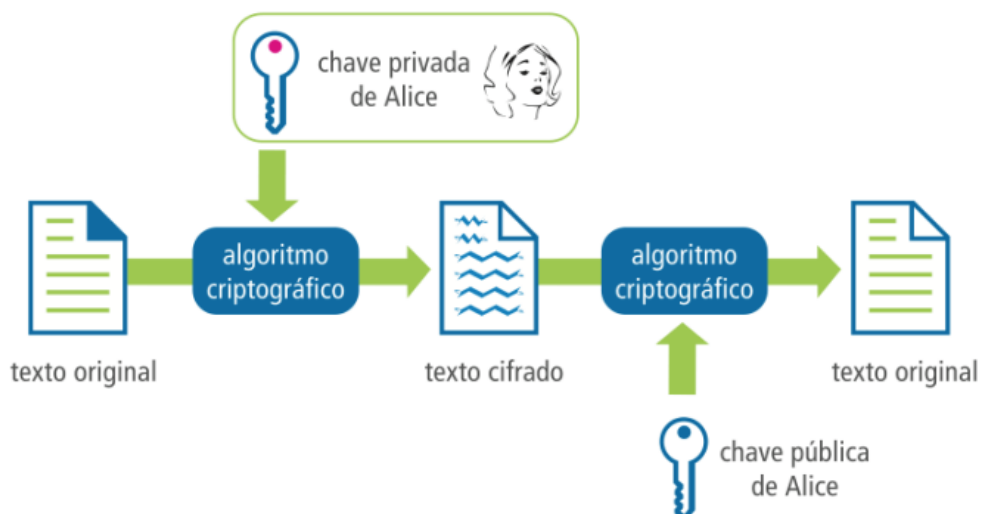 chave privada
de Alice
algoritmo
criptográfico
algoritmo
criptográfico
texto original
texto cifrado
texto original
chave pública
de Alice